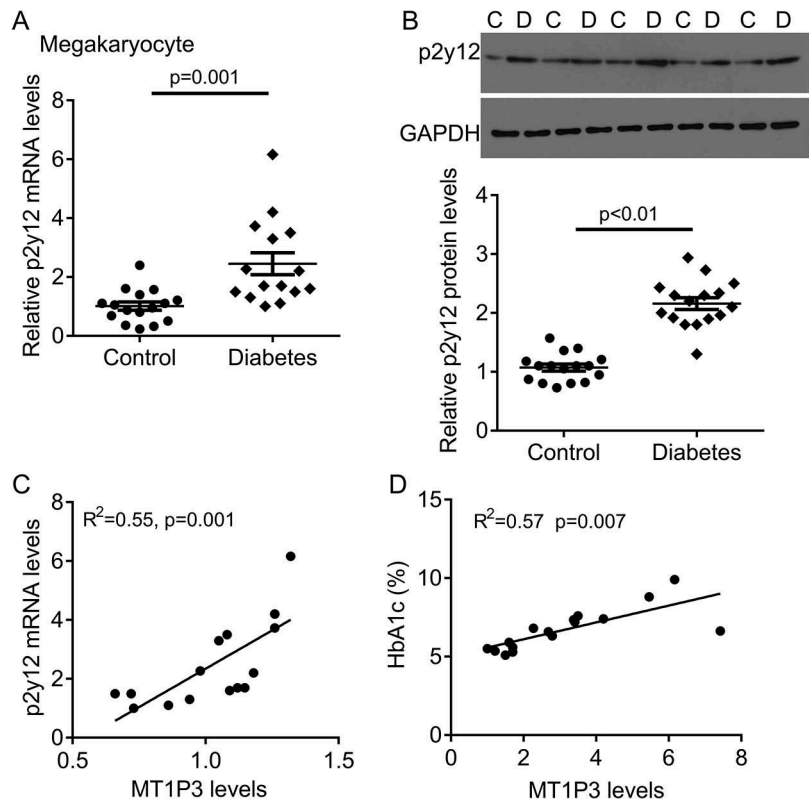 A
Megakaryocyte
p=0.001
Relative p2y12 mRNA levels
8
6
4
2
0
Control Diabetes
B
C D C D C D C D C D
p2y12
GAPDH
p<0.01
Relative p2y12 protein levels
4
3
2
1
0
Control Diabetes
C
R²=0.55, p=0.001
p2y12 mRNA levels
8
6
4
2
0
0.5 1.0 1.5
MT1P3 levels
D
R²=0.57 p=0.007
HbA1c (%)
15
10
5
0
0 2 4 6 8
MT1P3 levels